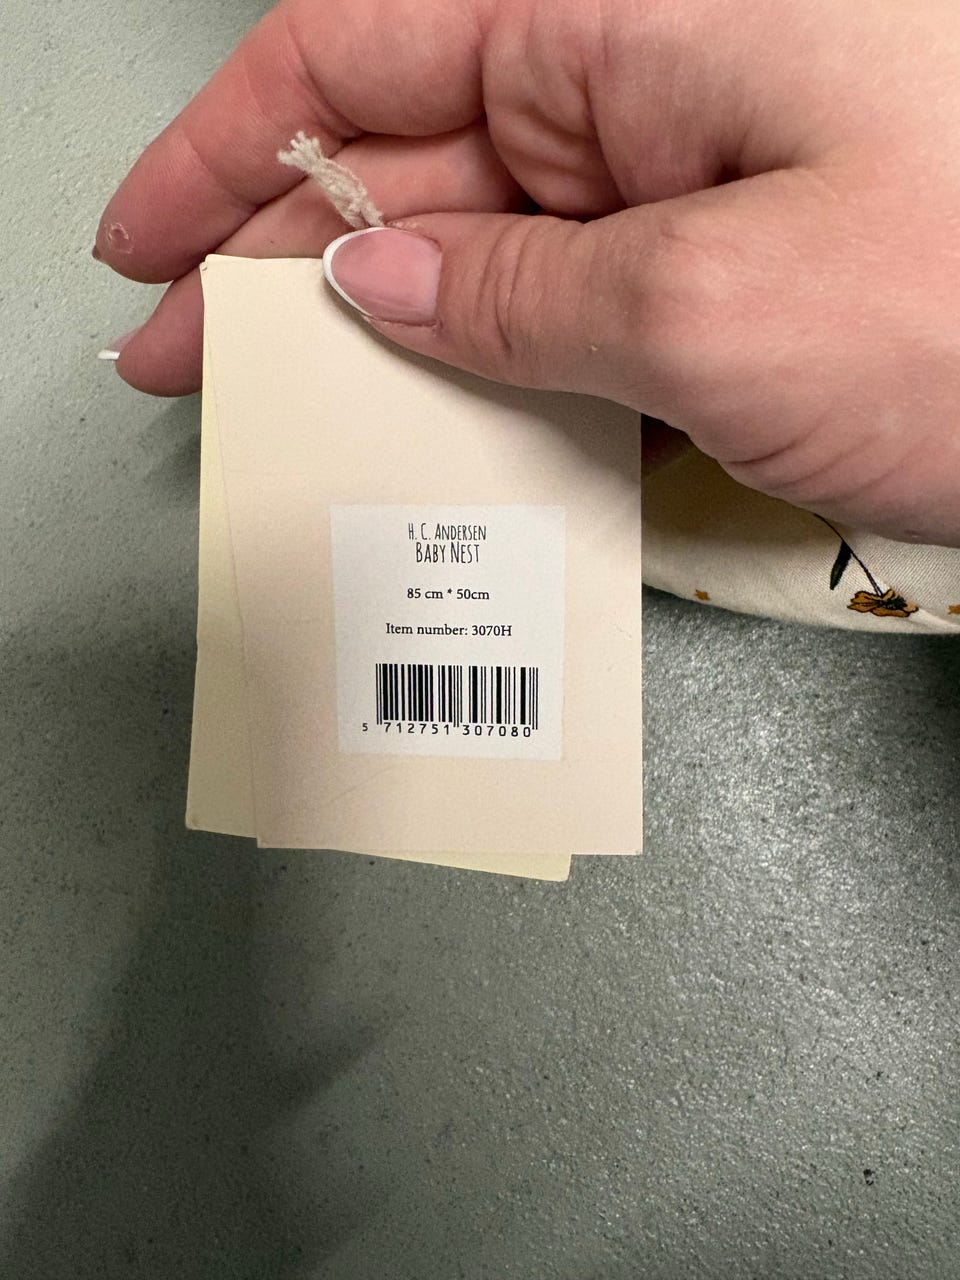 H. C. ANDERSEN
BABY NEST
85 cm * 50cm
Item number: 3070H
5 712751 307080